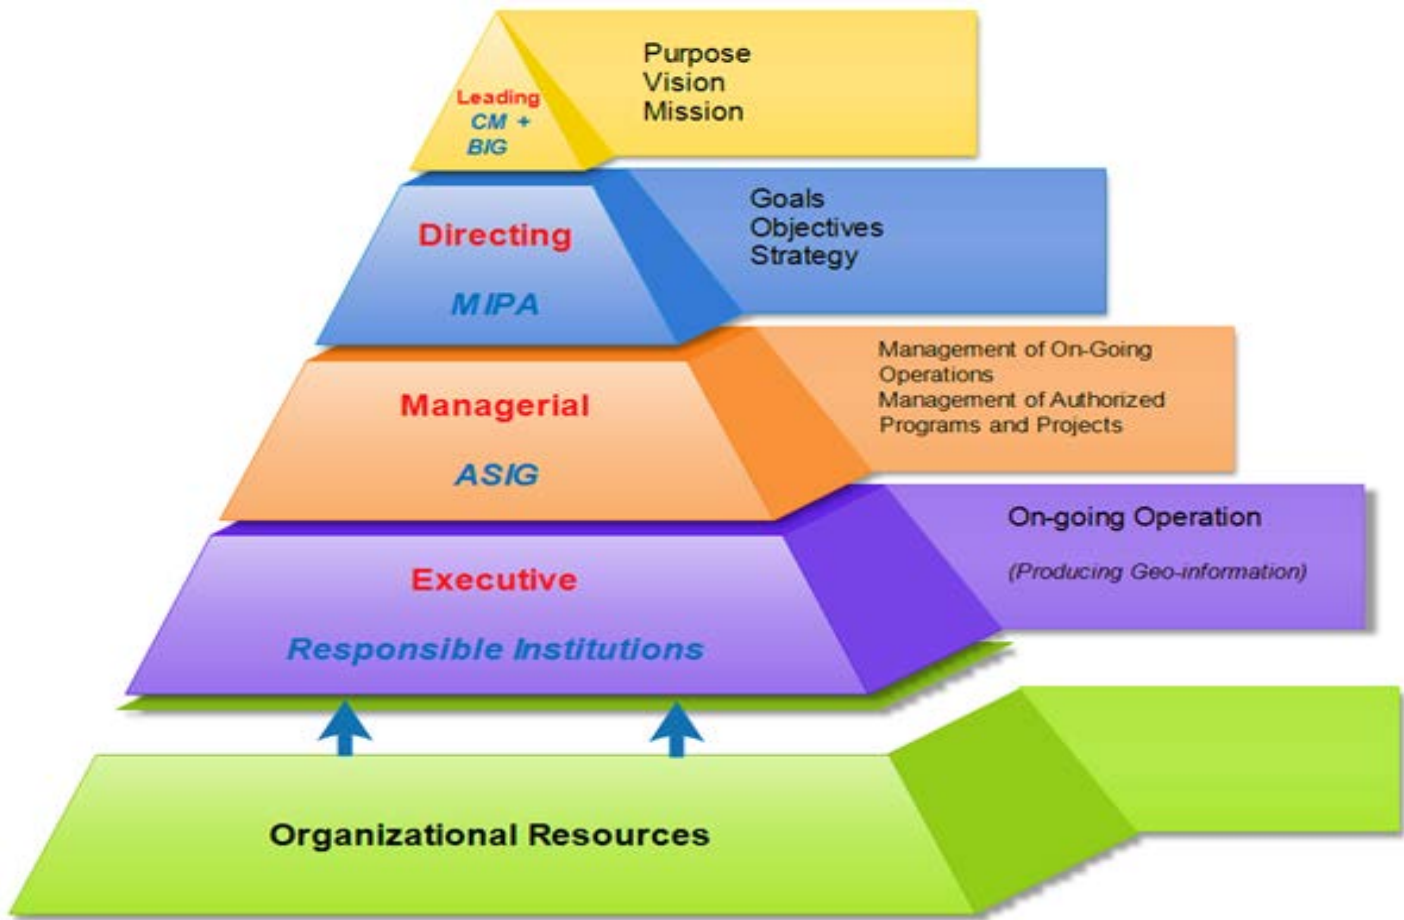 Leading
CM +
BIG
Purpose
Vision
Mission
Directing
MIPA
Goals
Objectives
Strategy
Managerial
ASIG
Management of On-Going
Operations
Management of Authorized
Programs and Projects
Executive
Responsible Institutions
On-going Operation
(Producing Geo-information)
Organizational Resources